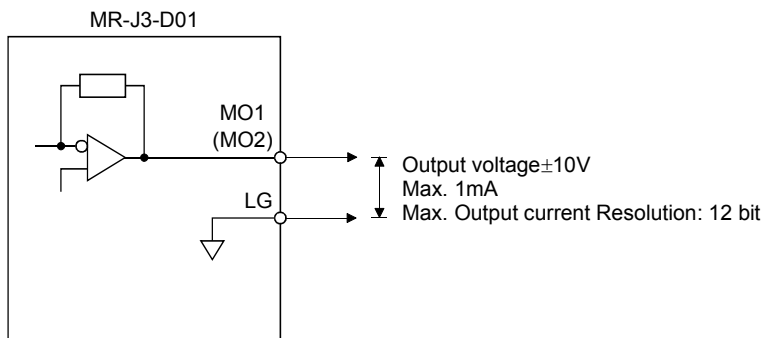 MR-J3-D01
MO1
(MO2)
LG
Output voltage±10V
Max. 1mA
Max. Output current Resolution: 12 bit